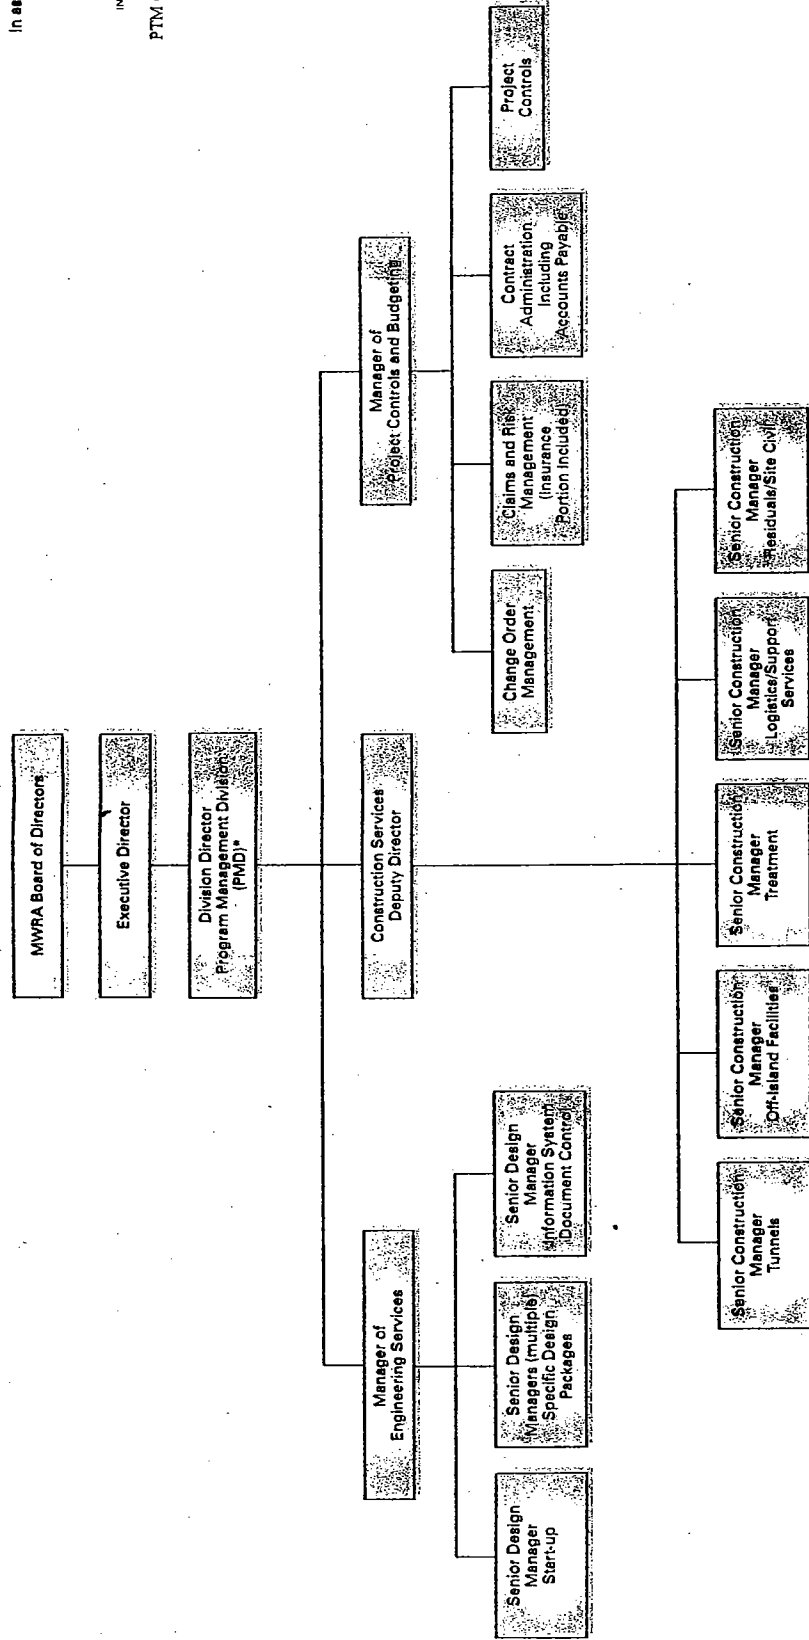 In as
IN
PTM
MWRA Board of Directors
Executive Director
Division Director
Program Management Division
(PMD)*
Manager of
Engineering Services
Construction Services
Deputy Director
Manager of
Project Controls and Budgeting
Senior Design
Manager
Start-up
Senior Design
Managers (multiple)
Specific Design
Packages
Senior Design
Manager
Information System
Document Control
Change Order
Management
Claims and Risk
Management
(Insurance
Portion Included)
Contract
Administration
Including
Accounts Payable
Project
Controls
Senior Construction
Manager
Tunnels
Senior Construction
Manager
Off-Island Facilities
Senior Construction
Manager
Treatment
Senior Construction
Manager
Logistics/Support
Services
Senior Construction
Manager
Residuals/Site Civil